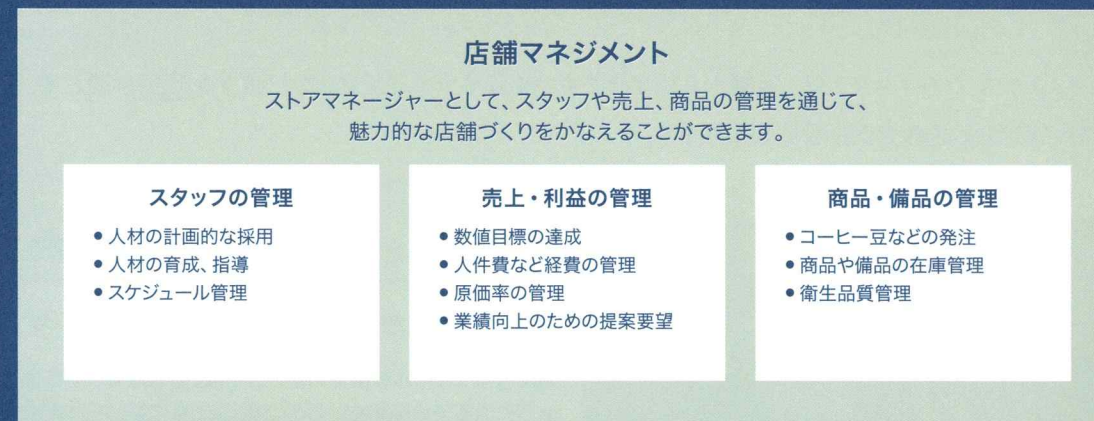 店舗マネジメント
ストアマネージャーとして、スタッフや売上、商品の管理を通じて、
魅力的な店舗づくりをかなえることができます。
スタッフの管理
● 人材の計画的な採用
● 人材の育成、指導
● スケジュール管理
売上・利益の管理
● 数値目標の達成
● 人件費など経費の管理
● 原価率の管理
● 業績向上のための提案要望
商品・備品の管理
● コーヒー豆などの発注
● 商品や備品の在庫管理
● 衛生品質管理